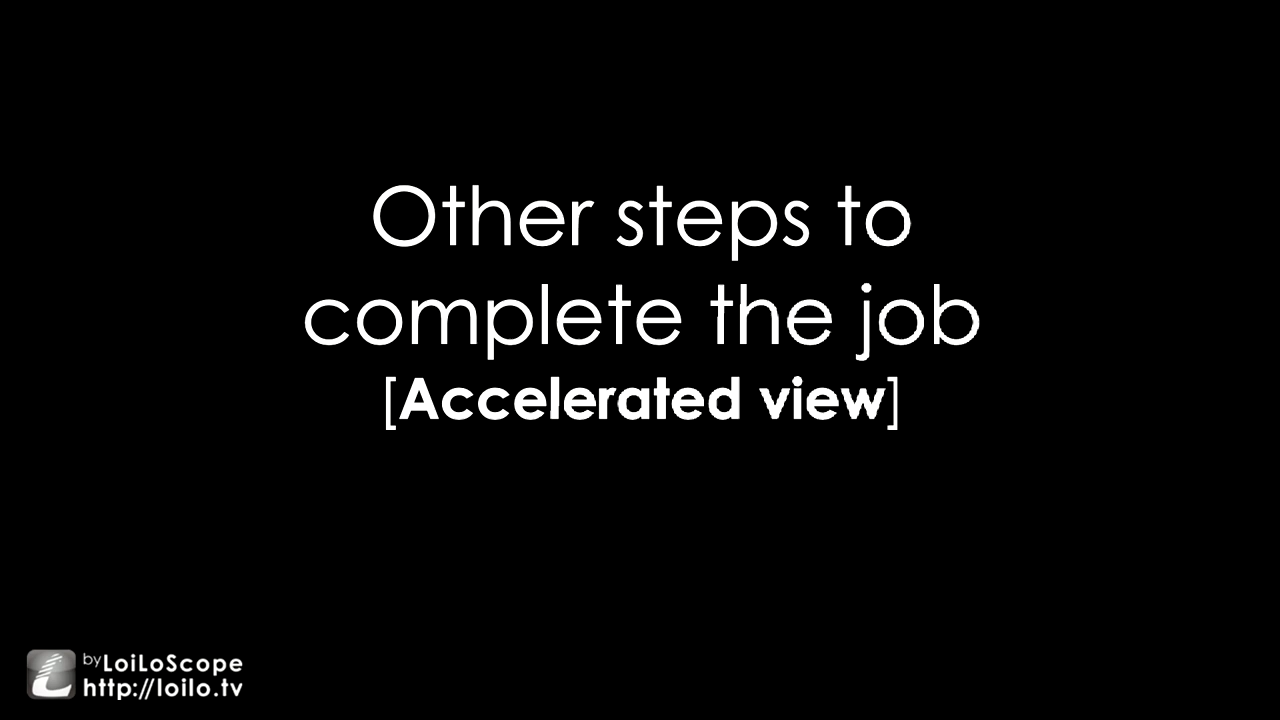 Other steps to
complete the job
[Accelerated view]
by LoiLoScope
http://loilo.tv